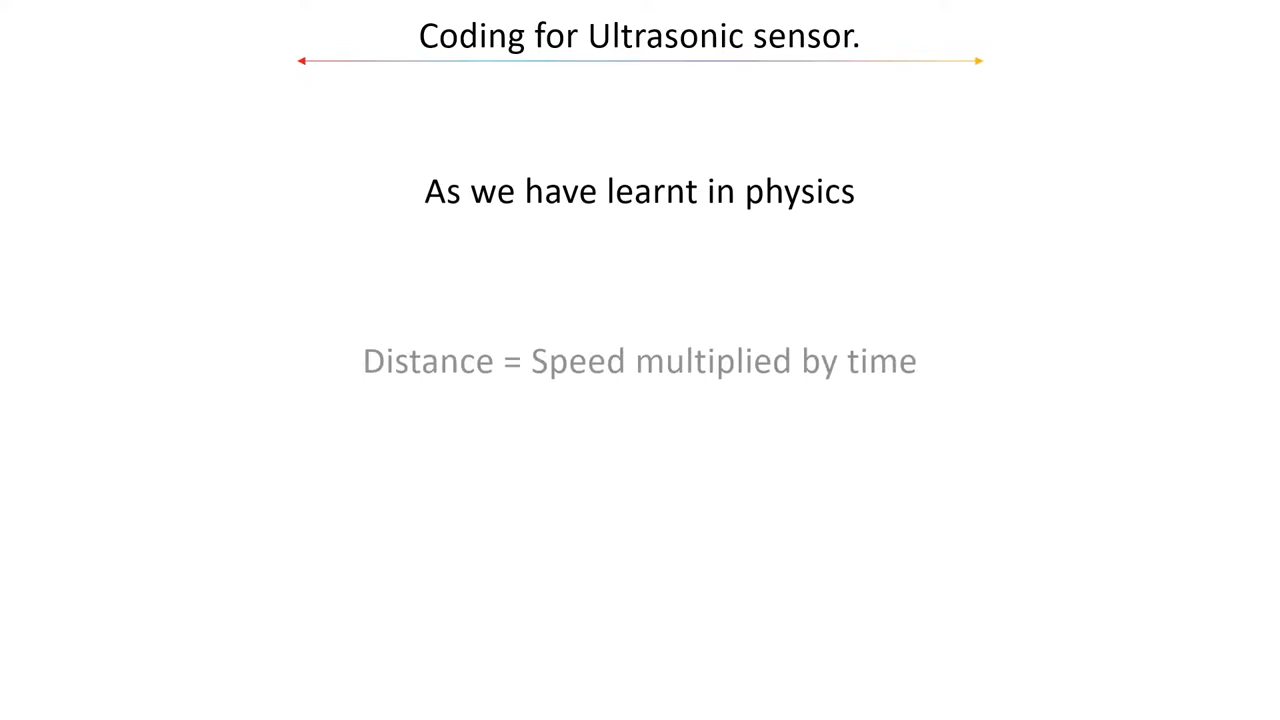 Coding for Ultrasonic sensor.
As we have learnt in physics
Distance = Speed multiplied by time